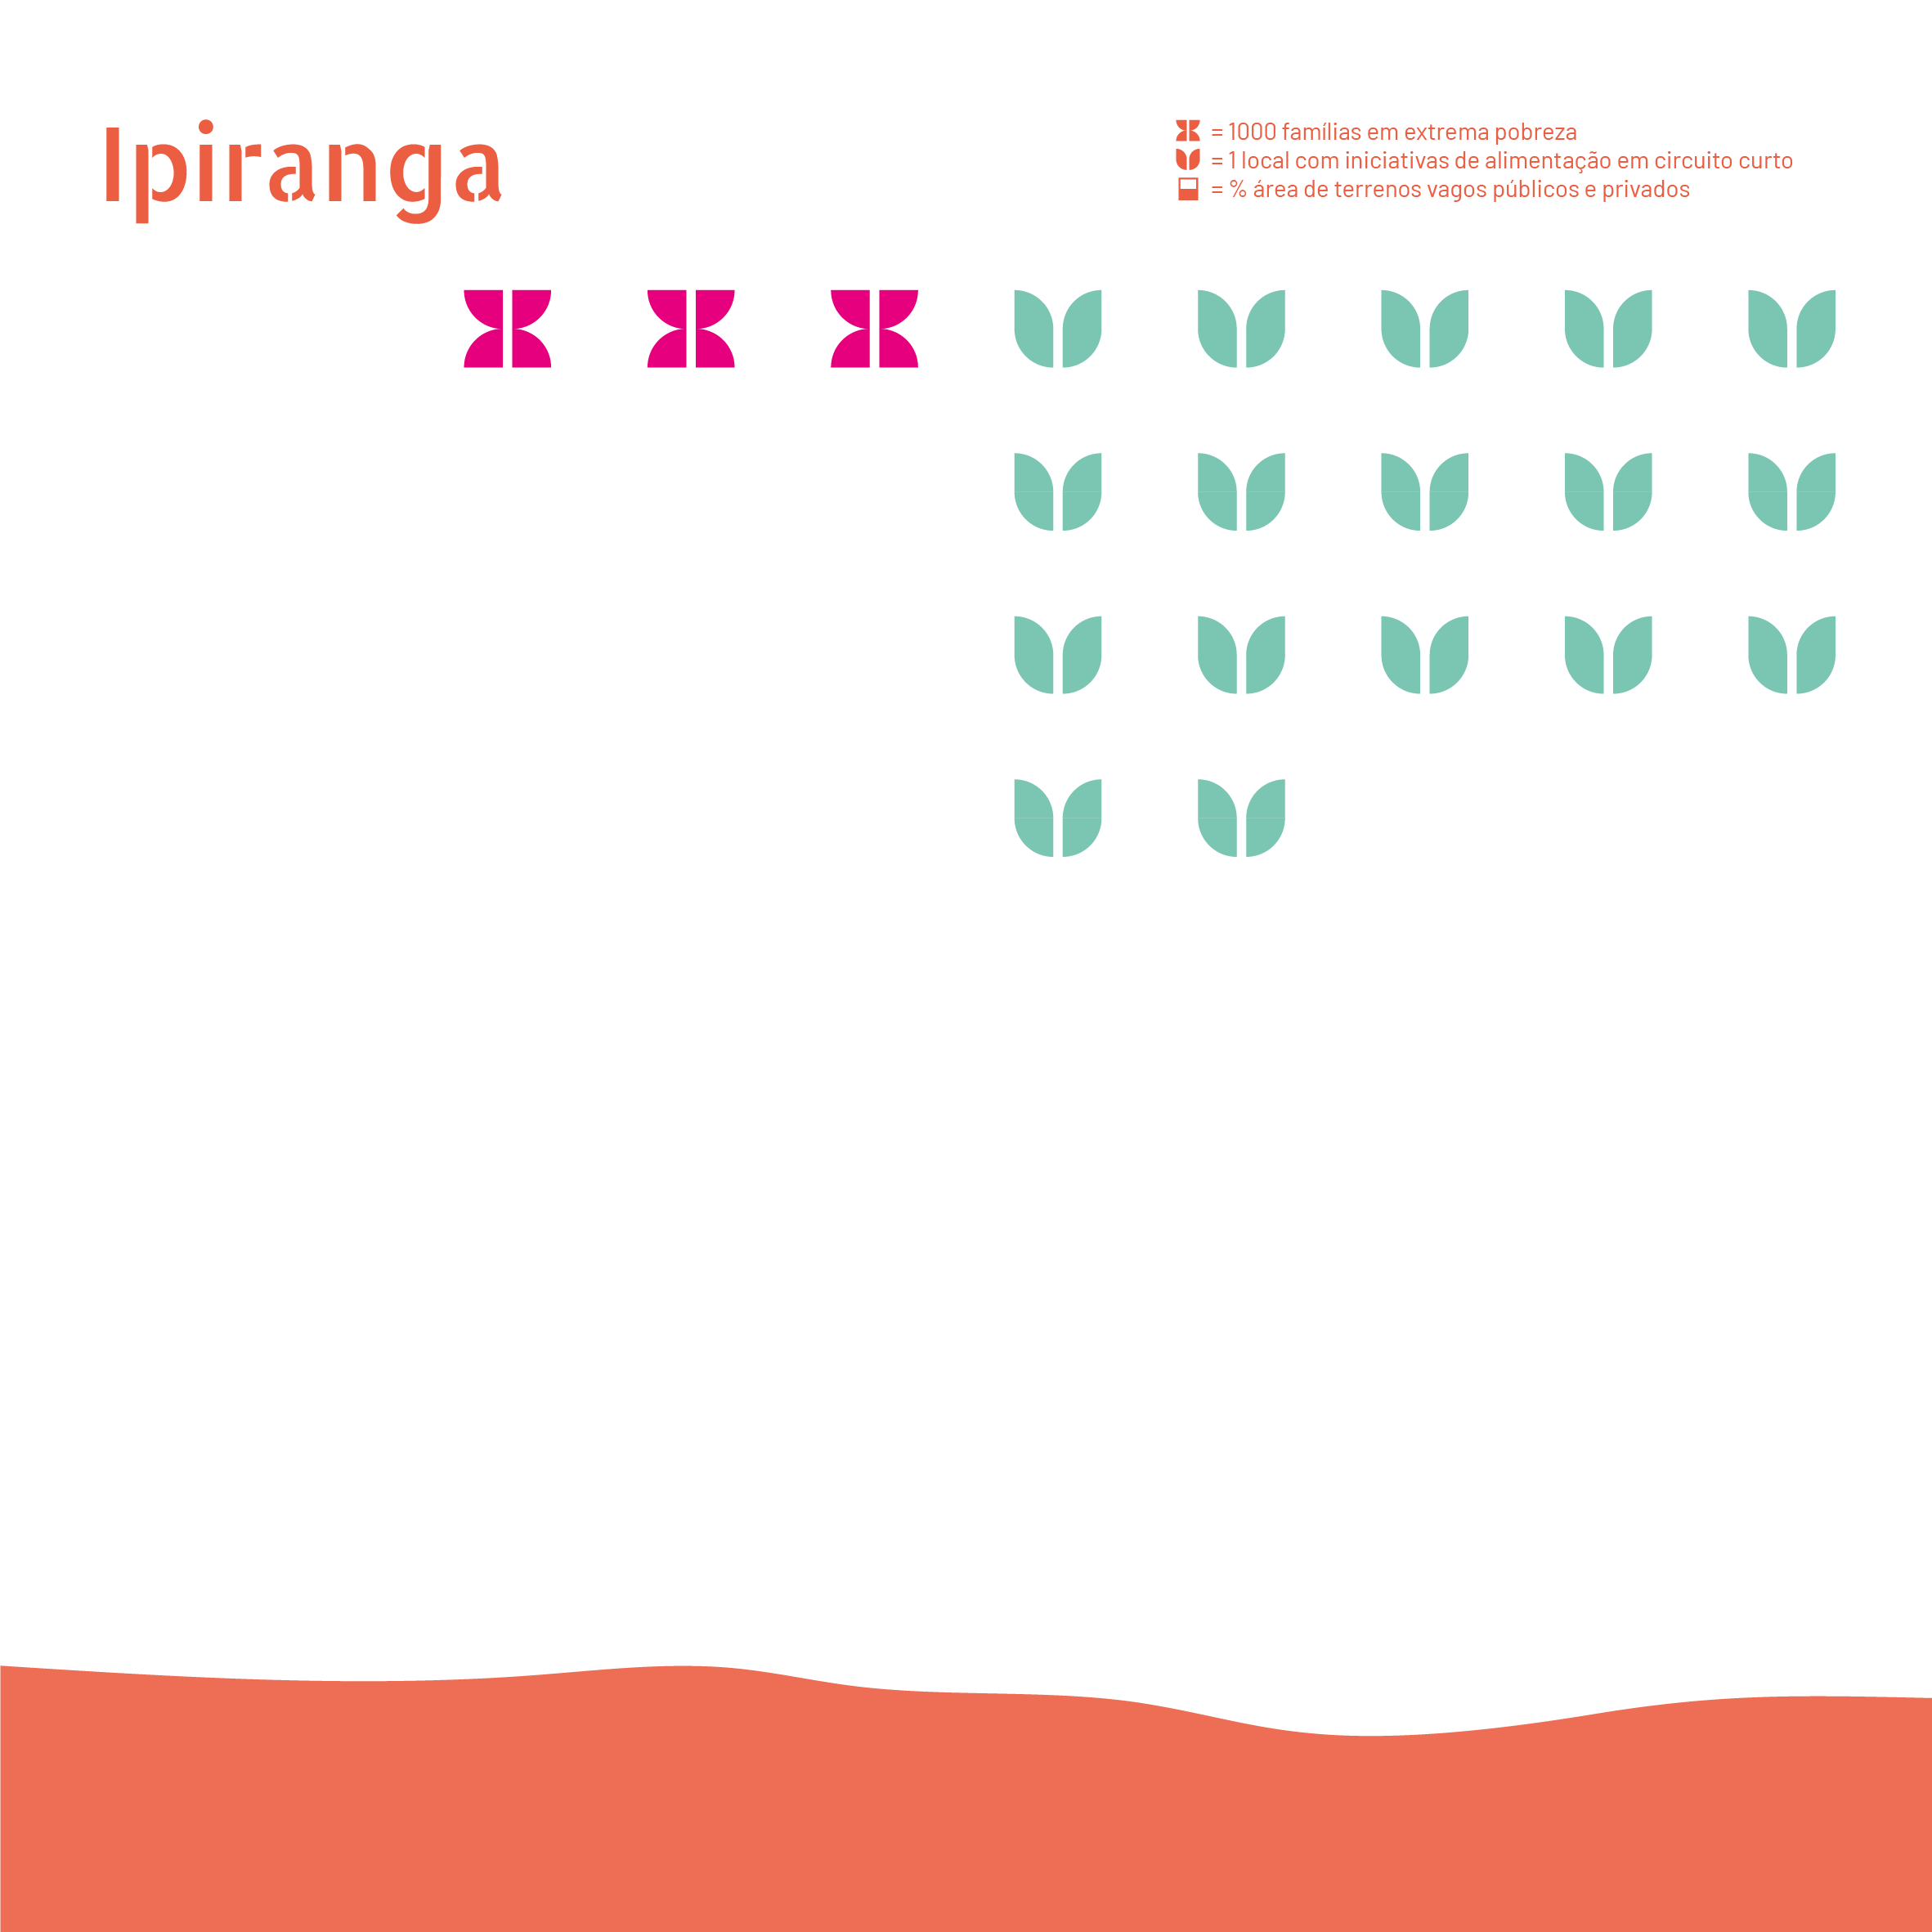 Ipiranga
= 1000 famílias em extrema pobreza
= 1 local com iniciativas de alimentação em circuito curto
= % área de terrenos vagos públicos e privados